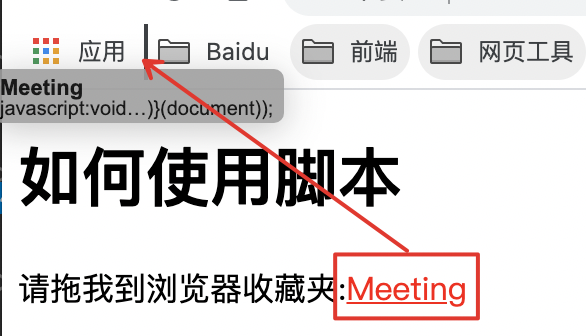 应用 Baidu 前端 网页工具
Meeting
javascript:void…)}(document));
如何使用脚本
请拖我到浏览器收藏夹:Meeting